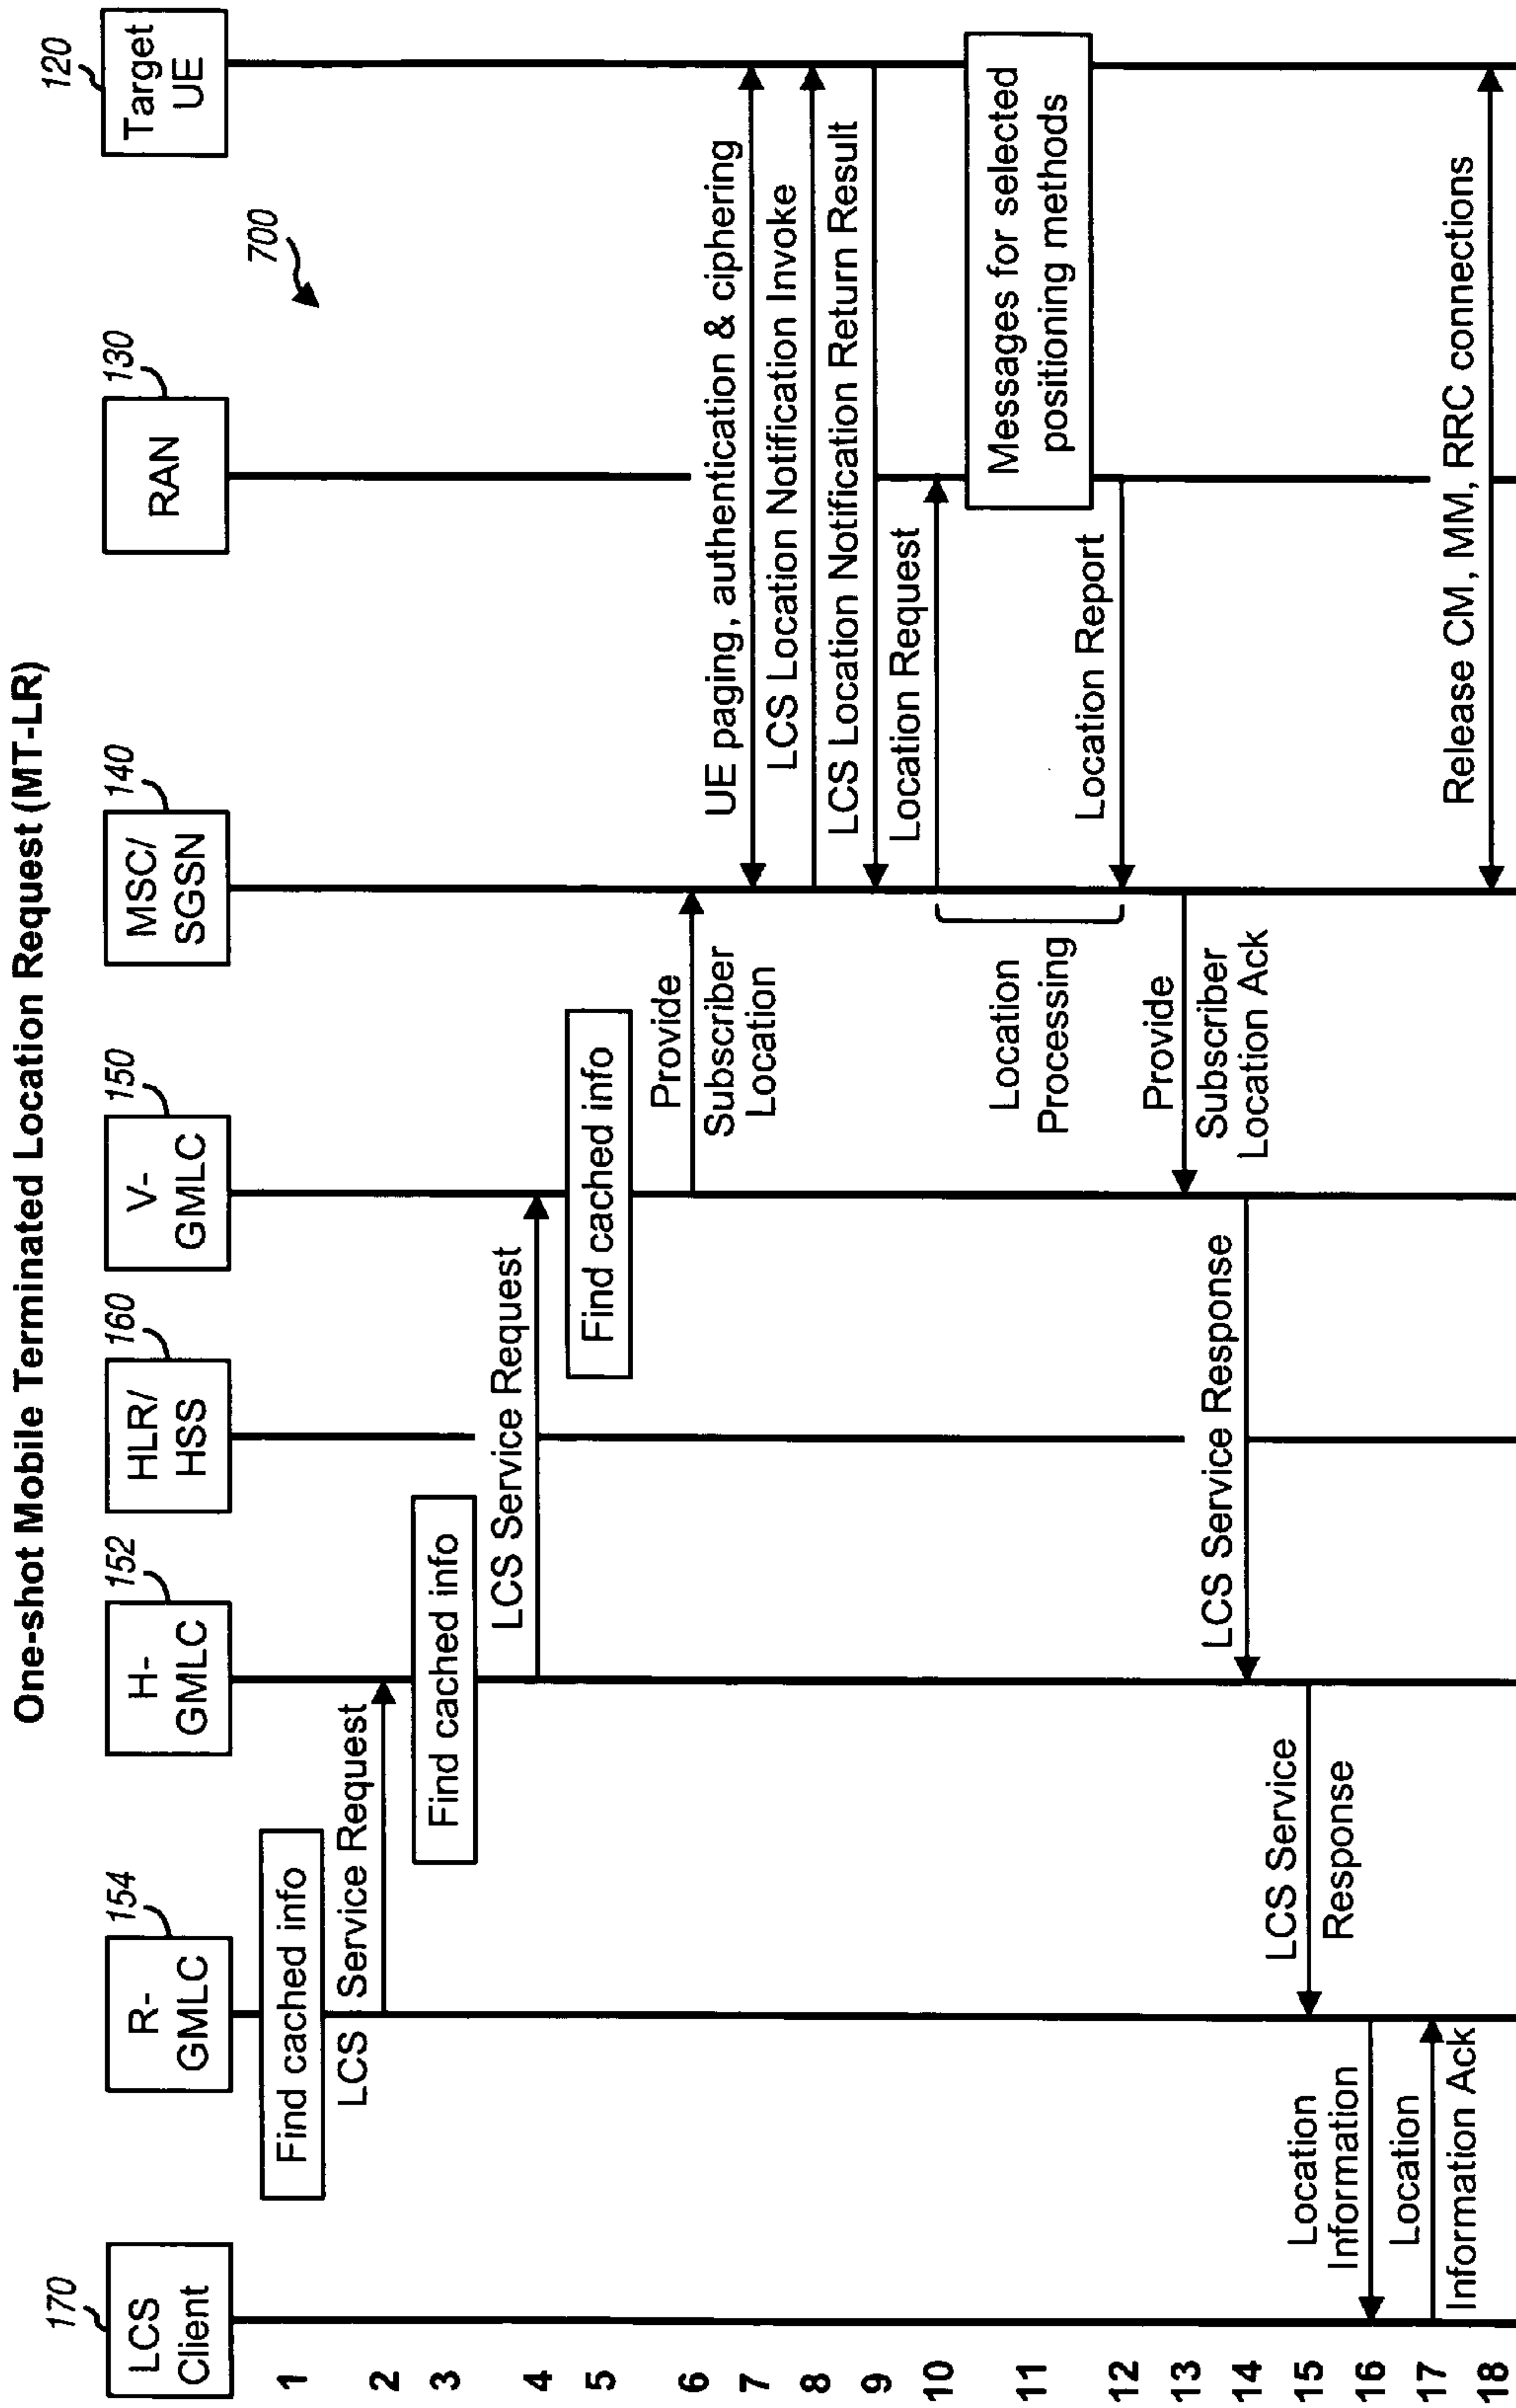 One-shot Mobile Terminated Location Request (MT-LR)
170
154
152
160
150
140
130
120
LCS
Client
R-
GMLC
H-
GMLC
HLR/
HSS
V-
GMLC
MSC/
SGSN
RAN
Target
UE
700
1
Find cached info
2
LCS Service Request
3
Find cached info
4
LCS Service Request
5
Find cached info
6
Provide
Subscriber
Location
7
UE paging, authentication & ciphering
8
LCS Location Notification Invoke
9
LCS Location Notification Return Result
10
Location Request
11
Location
Processing
Messages for selected
positioning methods
12
Location Report
13
Provide
Subscriber
Location Ack
14
LCS Service Response
15
LCS Service
Response
16
Location
Information
17
Location
Information Ack
18
Release CM, MM, RRC connections